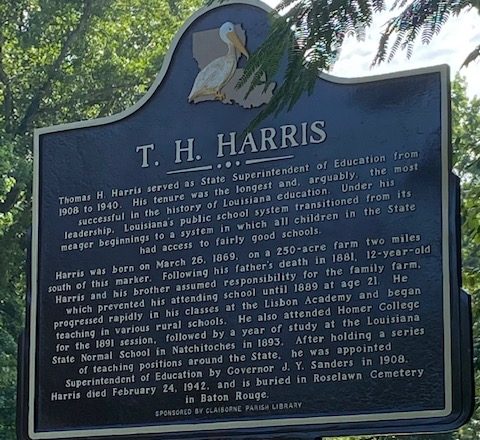 T. H. HARRIS
Thomas H. Harris served as State Superintendent of Education from
1908 to 1940. His tenure was the longest and, arguably, the most
successful in the history of Louisiana education. Under his
leadership, Louisiana's public school system transitioned from its
meager beginnings to a system in which all children in the State
had access to fairly good schools.
Harris was born on March 26, 1869, on a 250-acre farm two miles
south of this marker. Following his father's death in 1881, 12-year-old
Harris and his brother assumed responsibility for the family farm,
which prevented his attending school until 1889 at age 21. He
progressed rapidly in his classes at the Lisbon Academy and began
teaching in various rural schools. He also attended Homer College
for the 1891 session, followed by a year of study at the Louisiana
State Normal School in Natchitoches in 1893. After holding a series
of teaching positions around the State, he was appointed
Superintendent of Education by Governor J. Y. Sanders in 1908.
Harris died February 24, 1942, and is buried in Roselawn Cemetery
in Baton Rouge.
SPONSORED BY CLAIBORNE PARISH LIBRARY